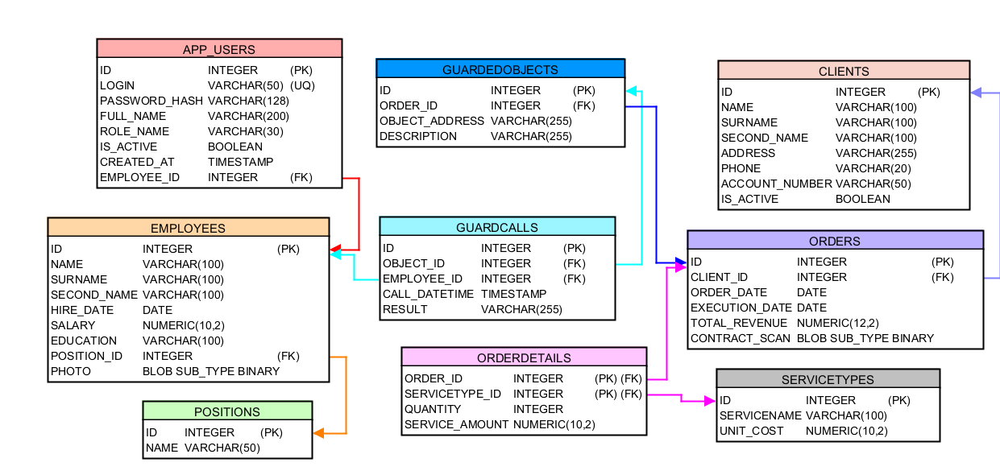 APP_USERS
ID INTEGER (PK)
LOGIN VARCHAR(50) (UQ)
PASSWORD_HASH VARCHAR(128)
FULL_NAME VARCHAR(200)
ROLE_NAME VARCHAR(30)
IS_ACTIVE BOOLEAN
CREATED_AT TIMESTAMP
EMPLOYEE_ID INTEGER (FK)
GUARDEDOBJECTS
ID INTEGER (PK)
ORDER_ID INTEGER (FK)
OBJECT_ADDRESS VARCHAR(255)
DESCRIPTION VARCHAR(255)
CLIENTS
ID INTEGER (PK)
NAME VARCHAR(100)
SURNAME VARCHAR(100)
SECOND_NAME VARCHAR(100)
ADDRESS VARCHAR(255)
PHONE VARCHAR(20)
ACCOUNT_NUMBER VARCHAR(50)
IS_ACTIVE BOOLEAN
EMPLOYEES
ID INTEGER (PK)
NAME VARCHAR(100)
SURNAME VARCHAR(100)
SECOND_NAME VARCHAR(100)
HIRE_DATE DATE
SALARY NUMERIC(10,2)
EDUCATION VARCHAR(100)
POSITION_ID INTEGER (FK)
PHOTO BLOB SUB_TYPE BINARY
GUARDCALLS
ID INTEGER (PK)
OBJECT_ID INTEGER (FK)
EMPLOYEE_ID INTEGER (FK)
CALL_DATETIME TIMESTAMP
RESULT VARCHAR(255)
ORDERS
ID INTEGER (PK)
CLIENT_ID INTEGER (FK)
ORDER_DATE DATE
EXECUTION_DATE DATE
TOTAL_REVENUE NUMERIC(12,2)
CONTRACT_SCAN BLOB SUB_TYPE BINARY
ORDERDETAILS
ORDER_ID INTEGER (PK) (FK)
SERVICETYPE_ID INTEGER (PK) (FK)
QUANTITY INTEGER
SERVICE_AMOUNT NUMERIC(10,2)
SERVICETYPES
ID INTEGER (PK)
SERVICENAME VARCHAR(100)
UNIT_COST NUMERIC(10,2)
POSITIONS
ID INTEGER (PK)
NAME VARCHAR(50)